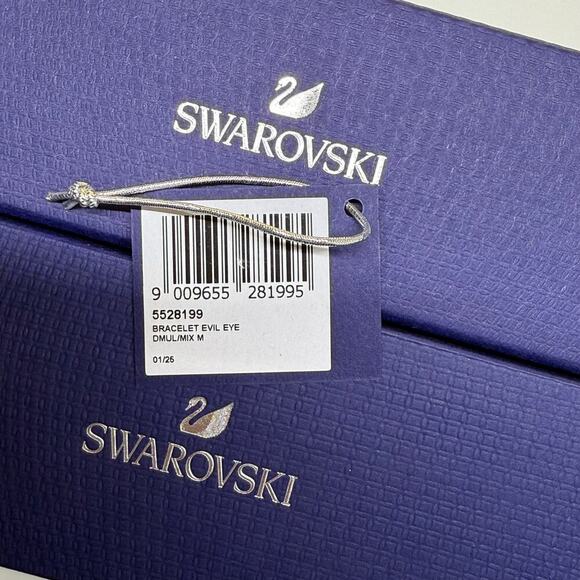 SWAROVSKI
9 009655 281995
5528199
BRACELET EVIL EYE
DMUL/MIX M
01/25
SWAROVSKI